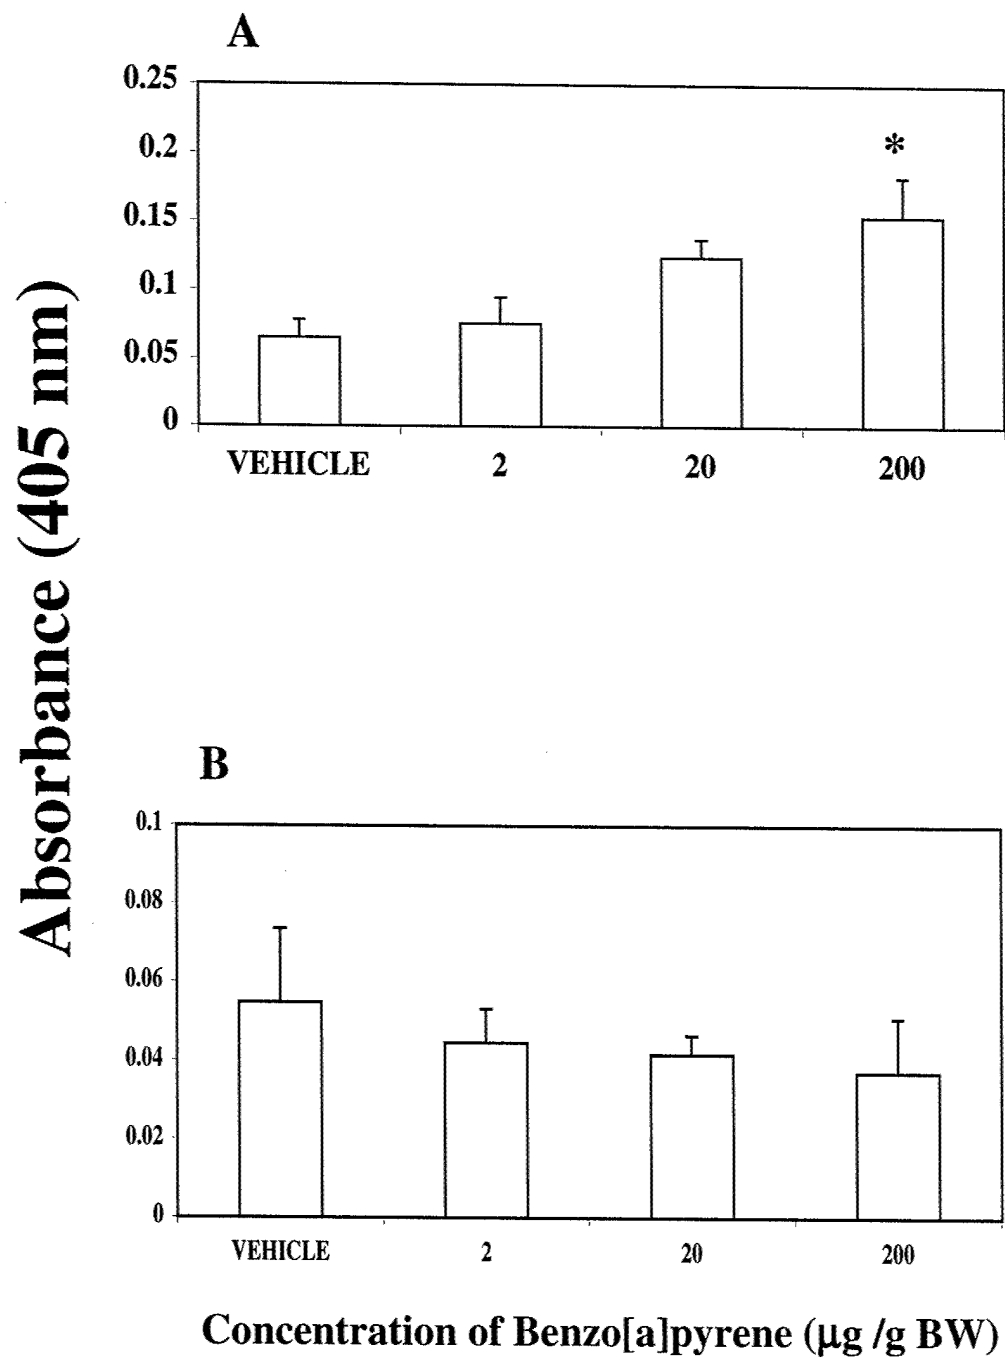 A
0.25
0.2
*
0.15
0.1
0.05
0
VEHICLE 2 20 200
Absorbance (405 nm)
B
0.1
0.08
0.06
0.04
0.02
0
VEHICLE 2 20 200
Concentration of Benzo[a]pyrene (μg /g BW)